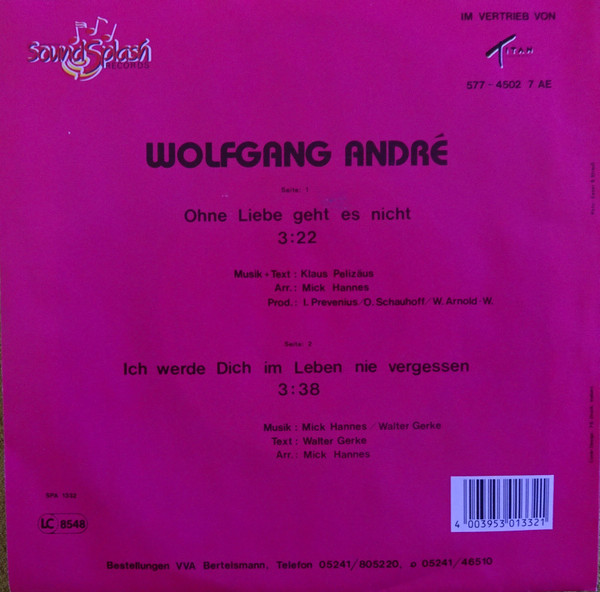 SoundSplash
RECORDS
IM VERTRIEB VON
TITAN
577-4502 7 AE
WOLFGANG ANDRÉ
Seite: 1
Ohne Liebe geht es nicht
3:22
Musik + Text : Klaus Pelizäus
Arr. : Mick Hannes
Prod. : I. Prevenius/O. Schauhoff/W. Arnold-W.
Seite: 2
Ich werde Dich im Leben nie vergessen
3:38
Musik : Mick Hannes/Walter Gerke
Text : Walter Gerke
Arr. : Mick Hannes
LC 8548
4 003953 013321
Bestellungen VVA Bertelsmann, Telefon 05241/805220, o 05241/46510